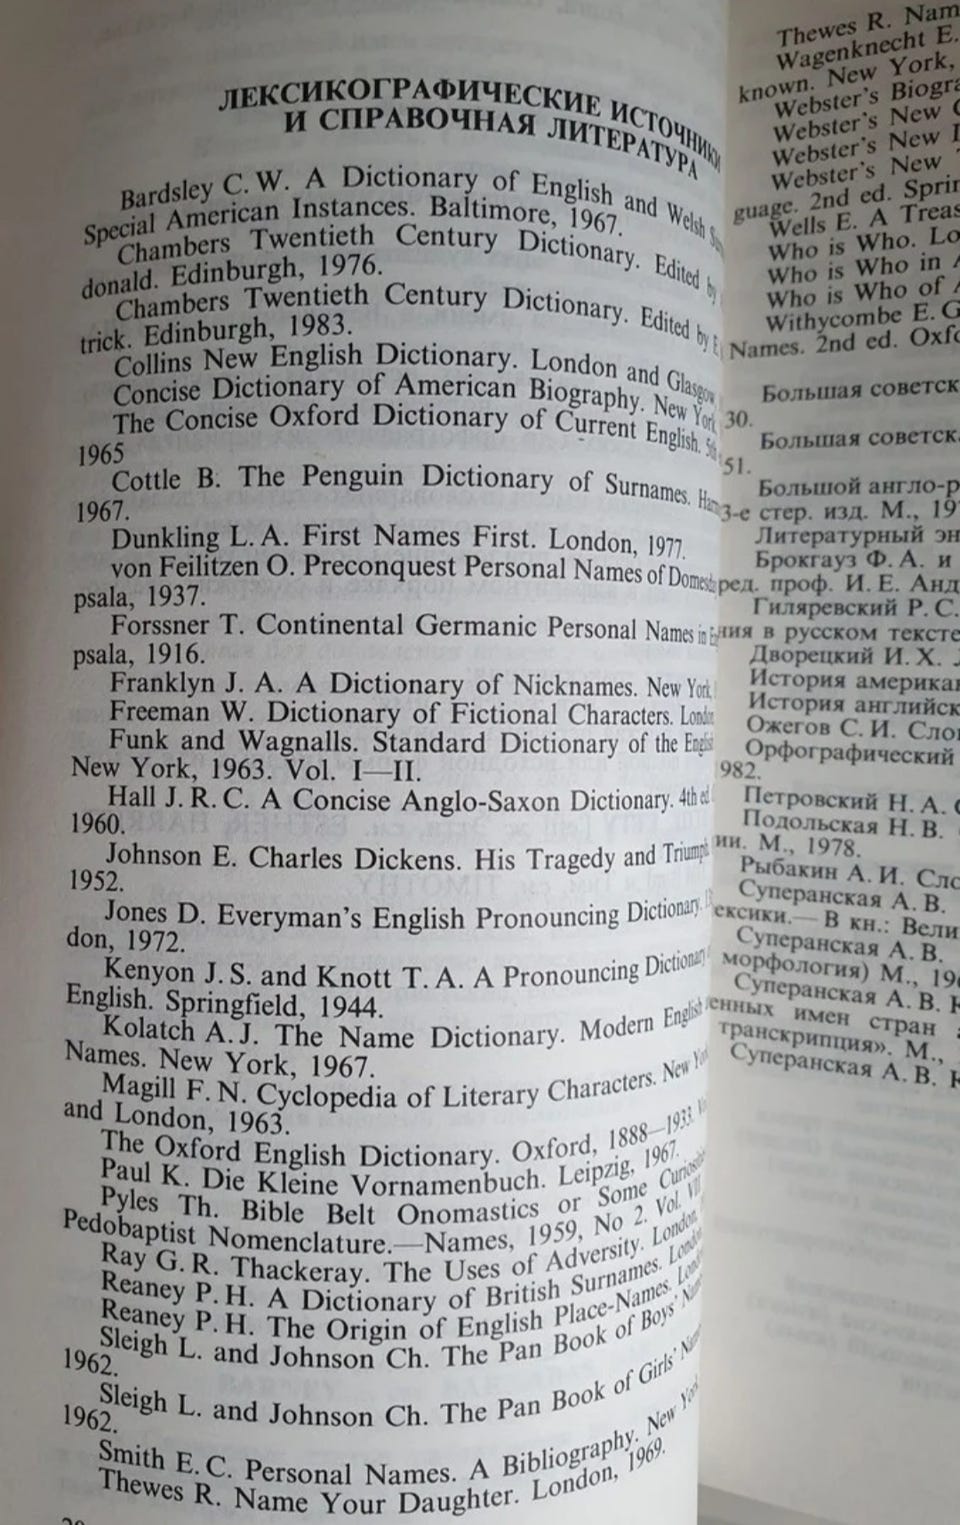 ЛЕКСИКОГРАФИЧЕСКИЕ ИСТОЧНИКИ
И СПРАВОЧНАЯ ЛИТЕРАТУРА
Bardsley C. W. A Dictionary of English and Welsh
Special American Instances. Baltimore, 1967.
Chambers Twentieth Century Dictionary. Edited by
donald. Edinburgh, 1976.
Chambers Twentieth Century Dictionary. Edited by E
trick. Edinburgh, 1983.
Collins New English Dictionary. London and Glasgow
Concise Dictionary of American Biography. New York
The Concise Oxford Dictionary of Current English. 5th
1965
Cottle B. The Penguin Dictionary of Surnames.
1967.
Dunkling L. A. First Names First. London, 1977.
von Feilitzen O. Preconquest Personal Names of
psala, 1937.
Forssner T. Continental Germanic Personal Names in
psala, 1916.
Franklyn J. A. A Dictionary of Nicknames. New York
Freeman W. Dictionary of Fictional Characters. London
Funk and Wagnalls. Standard Dictionary of the English
New York, 1963. Vol. I—II.
Hall J. R. C. A Concise Anglo-Saxon Dictionary. 4th ed
1960.
Johnson E. Charles Dickens. His Tragedy and Triumph
1952.
Jones D. Everyman's English Pronouncing Dictionary.
don, 1972.
Kenyon J. S. and Knott T. A. A Pronouncing Dictionary
English. Springfield, 1944.
Kolatch A. J. The Name Dictionary. Modern English
Names. New York, 1967.
Magill F. N. Cyclopedia of Literary Characters. New York
and London, 1963.
The Oxford English Dictionary. Oxford, 1888—1933.
Paul K. Die Kleine Vornamenbuch. Leipzig, 1967.
Pyles Th. Bible Belt Onomastics or Some
Pedobaptist Nomenclature.—Names, 1959, No 2. Vol. VII
Ray G. R. Thackeray. The Uses of Adversity. London
Reaney P. H. A Dictionary of British Surnames. London
Reaney P. H. The Origin of English Place-Names.
Sleigh L. and Johnson Ch. The Pan Book of Boys'
1962.
Sleigh L. and Johnson Ch. The Pan Book of Girls'
1962.
Smith E. C. Personal Names. A Bibliography. New York
Thewes R. Name Your Daughter. London, 1969.
Thewes R. Nam
Wagenknecht E.
known. New York,
Webster's Biogra
Webster's New
Webster's New
Webster's New
guage. 2nd ed. Sprin
Wells E. A Treas
Who is Who. Lo
Who is Who in A
Who is Who of A
Withycombe E. G
Names. 2nd ed. Oxfo
Большая советск
30.
Большая советска
51.
Большой англо-р
3-е стер. изд. М., 19
Литературный эн
Брокгауз Ф. А. и
ред. проф. И. Е. Анд
Гиляревский Р. С.
ния в русском тексте
Дворецкий И. Х.
История американ
История английск
Ожегов С. И. Сло
Орфографический
982.
Петровский Н. А. С
Подольская Н. В.
ии. М., 1978.
Рыбакин А. И. Сло
Суперанская А. В.
ексики.— В кн.: Вели
Суперанская А. В.
морфология) М., 196
Суперанская А. В. К
енных имен стран
транскрипция». М.,
Суперанская А. В. К